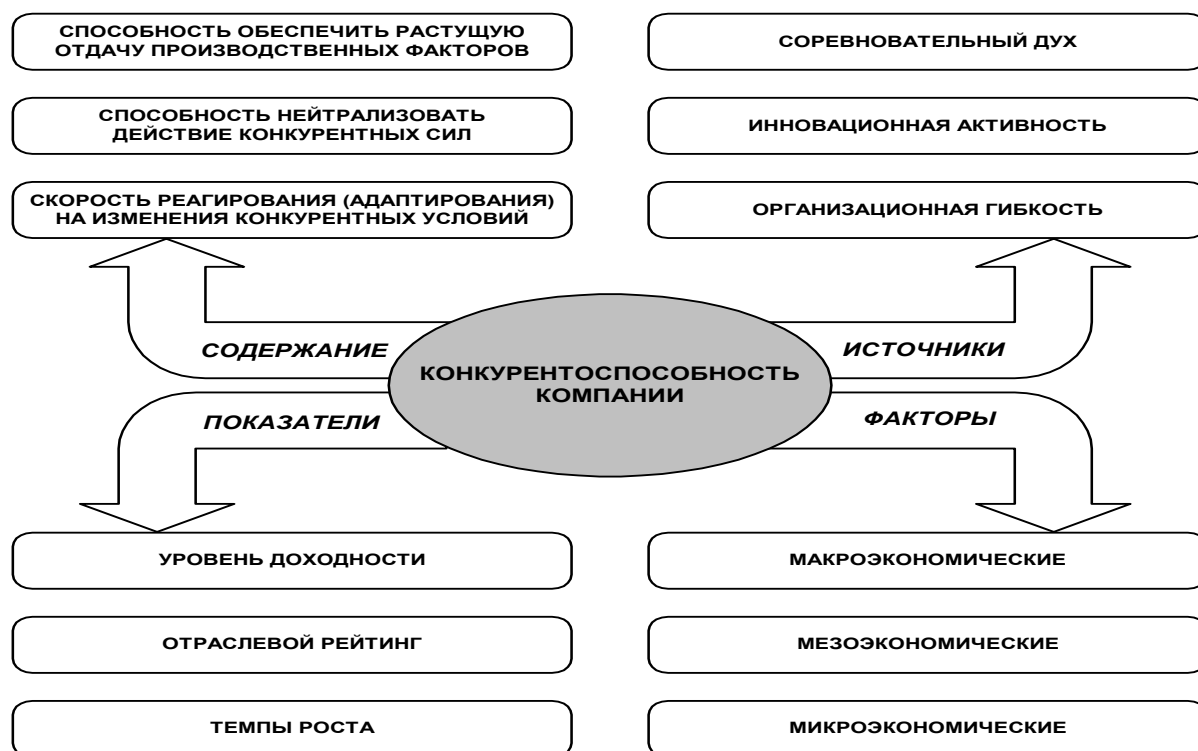 СПОСОБНОСТЬ ОБЕСПЕЧИТЬ РАСТУЩУЮ
ОТДАЧУ ПРОИЗВОДСТВЕННЫХ ФАКТОРОВ
СПОСОБНОСТЬ НЕЙТРАЛИЗОВАТЬ
ДЕЙСТВИЕ КОНКУРЕНТНЫХ СИЛ
СКОРОСТЬ РЕАГИРОВАНИЯ (АДАПТИРОВАНИЯ)
НА ИЗМЕНЕНИЯ КОНКУРЕНТНЫХ УСЛОВИЙ
СОРЕВНОВАТЕЛЬНЫЙ ДУХ
ИННОВАЦИОННАЯ АКТИВНОСТЬ
ОРГАНИЗАЦИОННАЯ ГИБКОСТЬ
СОДЕРЖАНИЕ
ИСТОЧНИКИ
КОНКУРЕНТОСПОСОБНОСТЬ
КОМПАНИИ
ПОКАЗАТЕЛИ
ФАКТОРЫ
УРОВЕНЬ ДОХОДНОСТИ
ОТРАСЛЕВОЙ РЕЙТИНГ
ТЕМПЫ РОСТА
МАКРОЭКОНОМИЧЕСКИЕ
МЕЗОЭКОНОМИЧЕСКИЕ
МИКРОЭКОНОМИЧЕСКИЕ